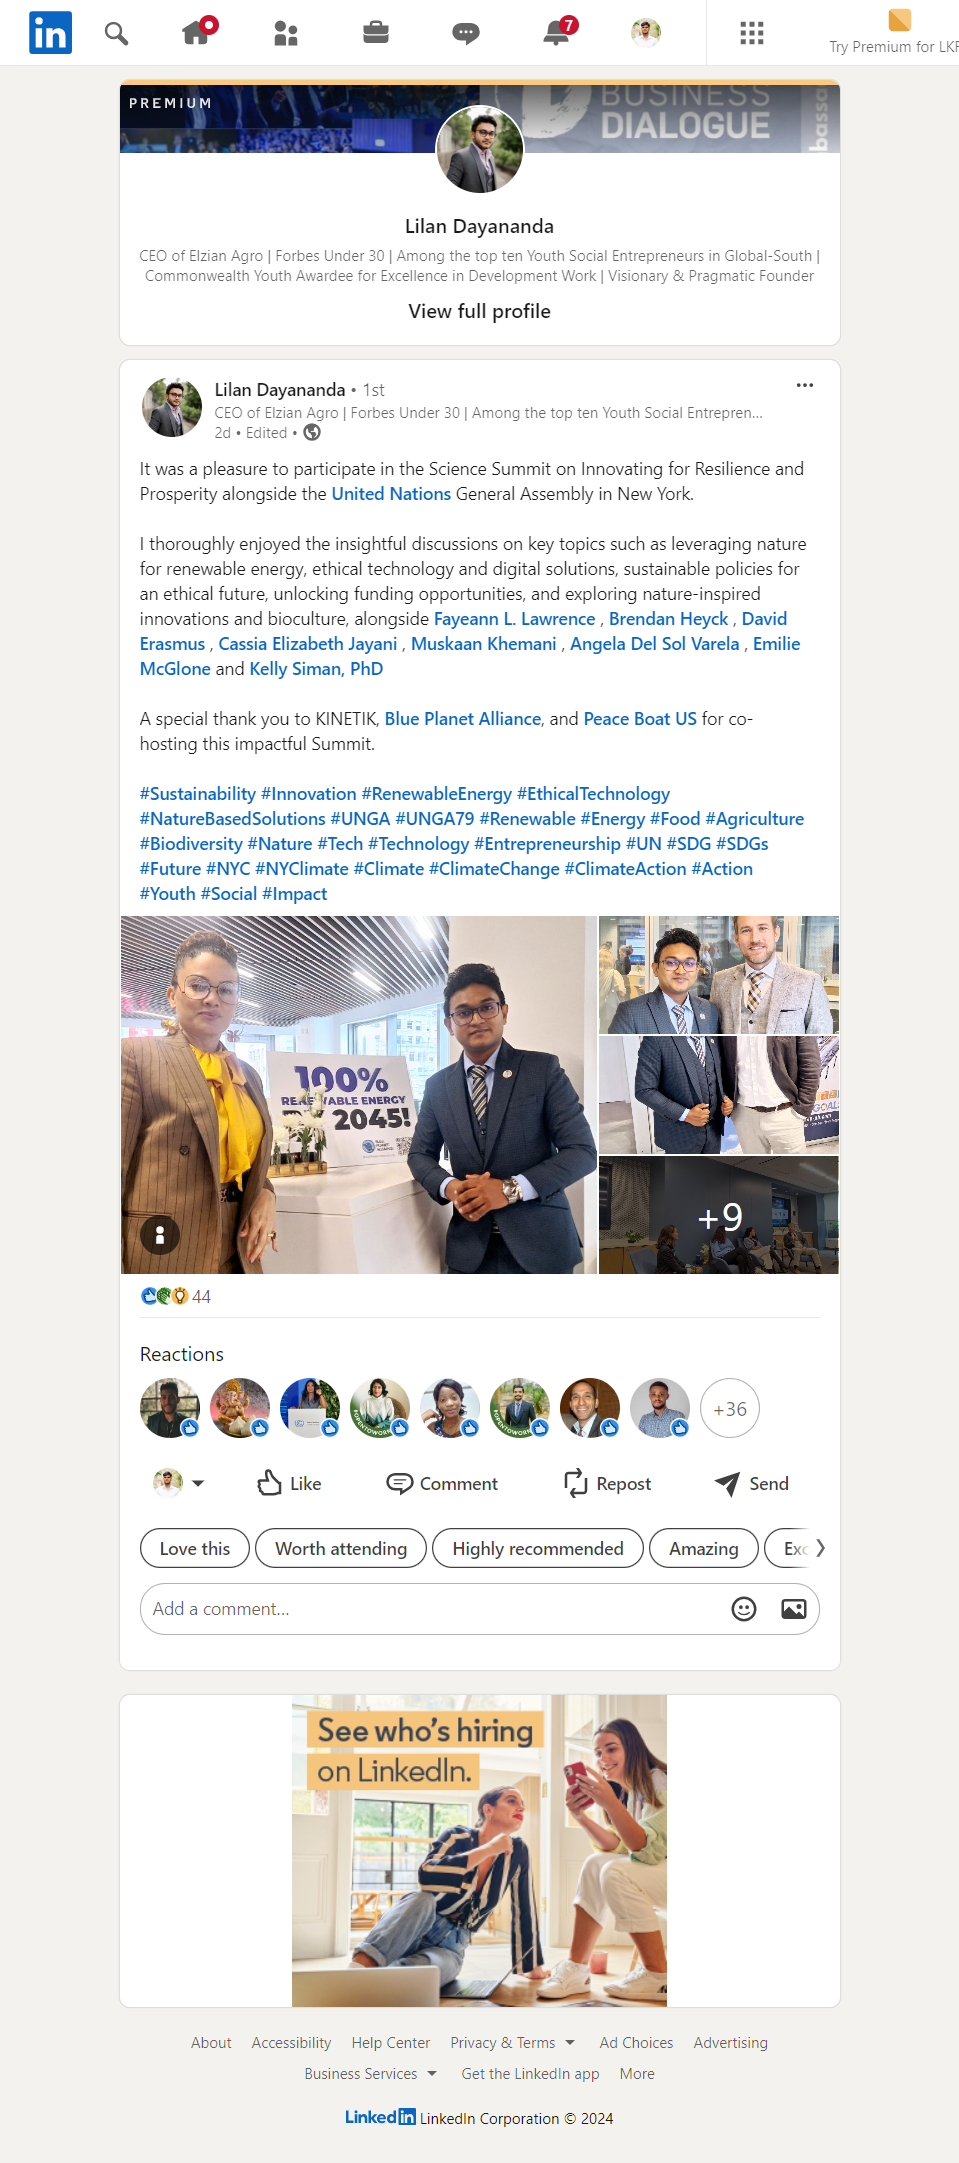 in
7
Try Premium for LKR
PREMIUM
BUSINESS
DIALOGUE
bassa
Lilan Dayananda
CEO of Elzian Agro | Forbes Under 30 | Among the top ten Youth Social Entrepreneurs in Global-South |
Commonwealth Youth Awardee for Excellence in Development Work | Visionary & Pragmatic Founder
View full profile
Lilan Dayananda • 1st
CEO of Elzian Agro | Forbes Under 30 | Among the top ten Youth Social Entrepren...
2d • Edited •
It was a pleasure to participate in the Science Summit on Innovating for Resilience and
Prosperity alongside the United Nations General Assembly in New York.
I thoroughly enjoyed the insightful discussions on key topics such as leveraging nature
for renewable energy, ethical technology and digital solutions, sustainable policies for
an ethical future, unlocking funding opportunities, and exploring nature-inspired
innovations and bioculture, alongside Fayeann L. Lawrence , Brendan Heyck , David
Erasmus , Cassia Elizabeth Jayani , Muskaan Khemani , Angela Del Sol Varela , Emilie
McGlone and Kelly Siman, PhD
A special thank you to KINETIK, Blue Planet Alliance, and Peace Boat US for co-
hosting this impactful Summit.
#Sustainability #Innovation #RenewableEnergy #EthicalTechnology
#NatureBasedSolutions #UNGA #UNGA79 #Renewable #Energy #Food #Agriculture
#Biodiversity #Nature #Tech #Technology #Entrepreneurship #UN #SDG #SDGs
#Future #NYC #NYClimate #Climate #ClimateChange #ClimateAction #Action
#Youth #Social #Impact
100%
RENEWABLE ENERGY
2045!
GOAL
+9
44
Reactions
+36
Like
Comment
Repost
Send
Love this
Worth attending
Highly recommended
Amazing
Exc
Add a comment...
See who's hiring
on LinkedIn.
About
Accessibility
Help Center
Privacy & Terms
Ad Choices
Advertising
Business Services
Get the LinkedIn app
More
LinkedIn LinkedIn Corporation © 2024